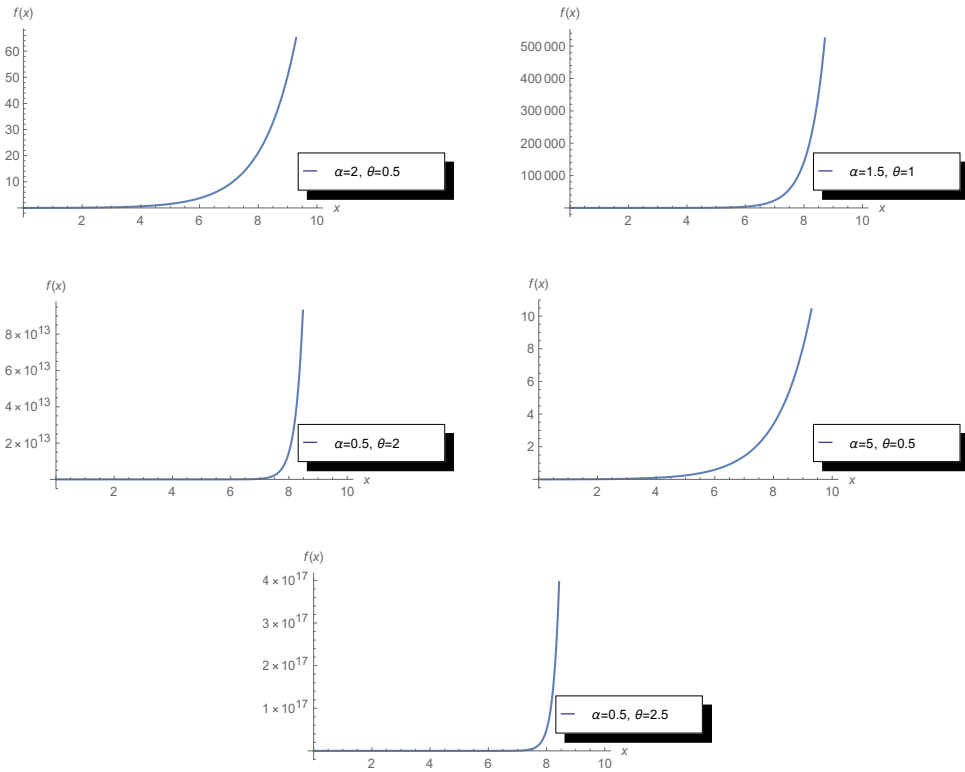 f(x)
60
50
40
30
20
10
2 4 6 8 10 x
α=2, θ=0.5
f(x)
500 000
400 000
300 000
200 000
100 000
2 4 6 8 10 x
α=1.5, θ=1
f(x)
8×10^13
6×10^13
4×10^13
2×10^13
2 4 6 8 10 x
α=0.5, θ=2
f(x)
10
8
6
4
2
2 4 6 8 10 x
α=5, θ=0.5
f(x)
4×10^17
3×10^17
2×10^17
1×10^17
2 4 6 8 10 x
α=0.5, θ=2.5